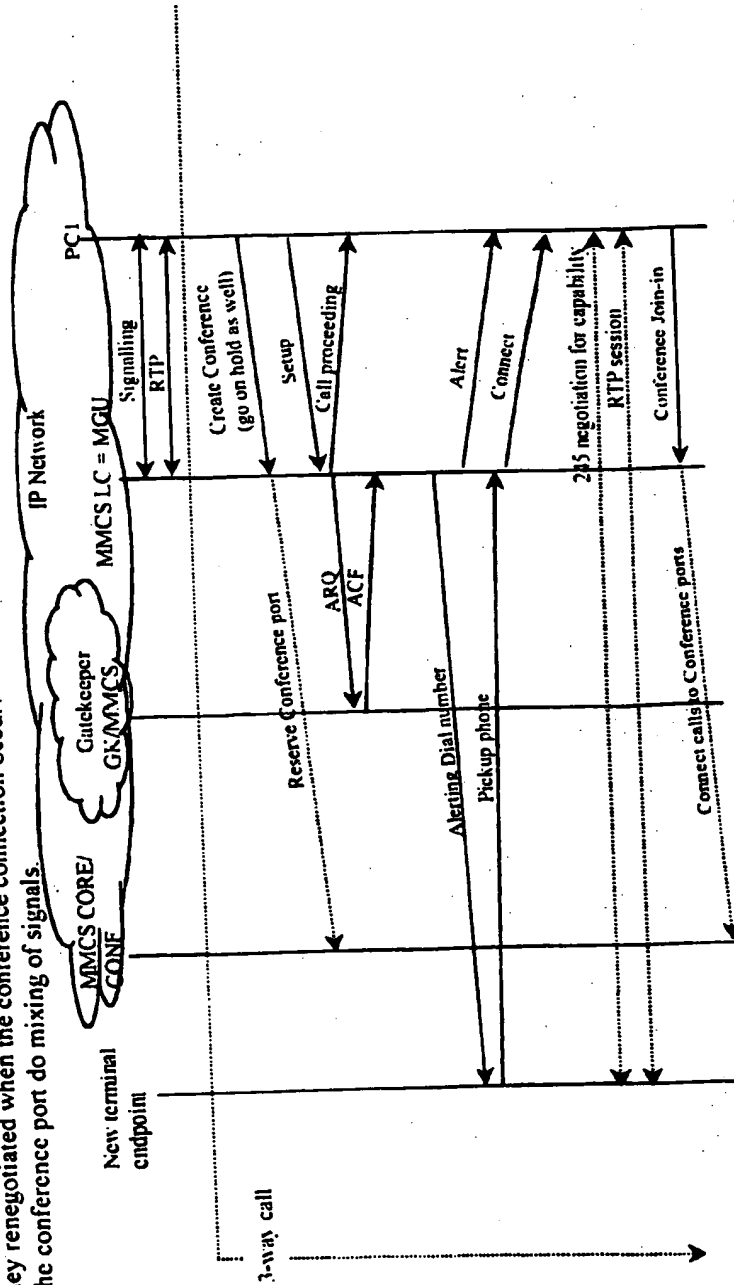 ey renegotiated when the conference connection occur.
he conference port do mixing of signals.
IP Network
MMCS CORE/
CONF
Gatekeeper
GK/MMCS
MMCS LC = MGU
PC1
New terminal
endpoint
Signalling
RTP
3-way call
Create Conference
(go on hold as well)
Setup
Call proceeding
Reserve Conference port
ARQ
ACF
Alert
Alerting Dial number
Connect
Pickup phone
245 negotiation for capability
RTP session
Conference Join-in
Connect calls to Conference ports